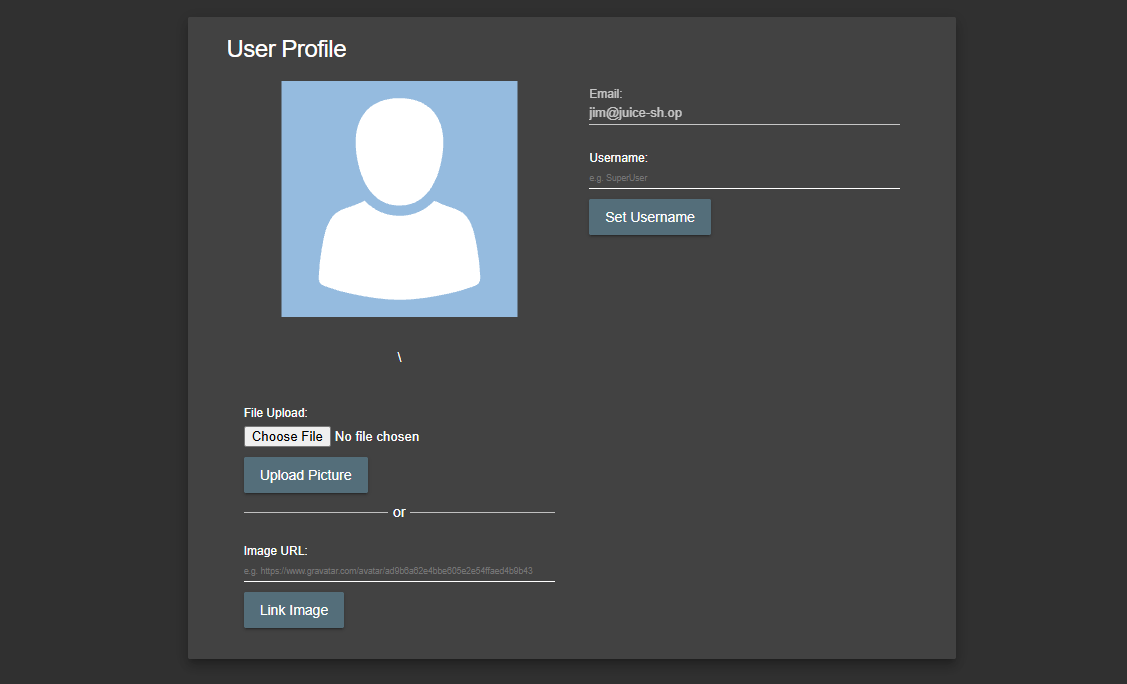 User Profile
Email:
jim@juice-sh.op
Username:
e.g. SuperUser
Set Username
\
File Upload:
Choose File No file chosen
Upload Picture
or
Image URL:
e.g. https://www.gravatar.com/avatar/ad9b6a62e4bbe605e2e54ffaed4b9b43
Link Image